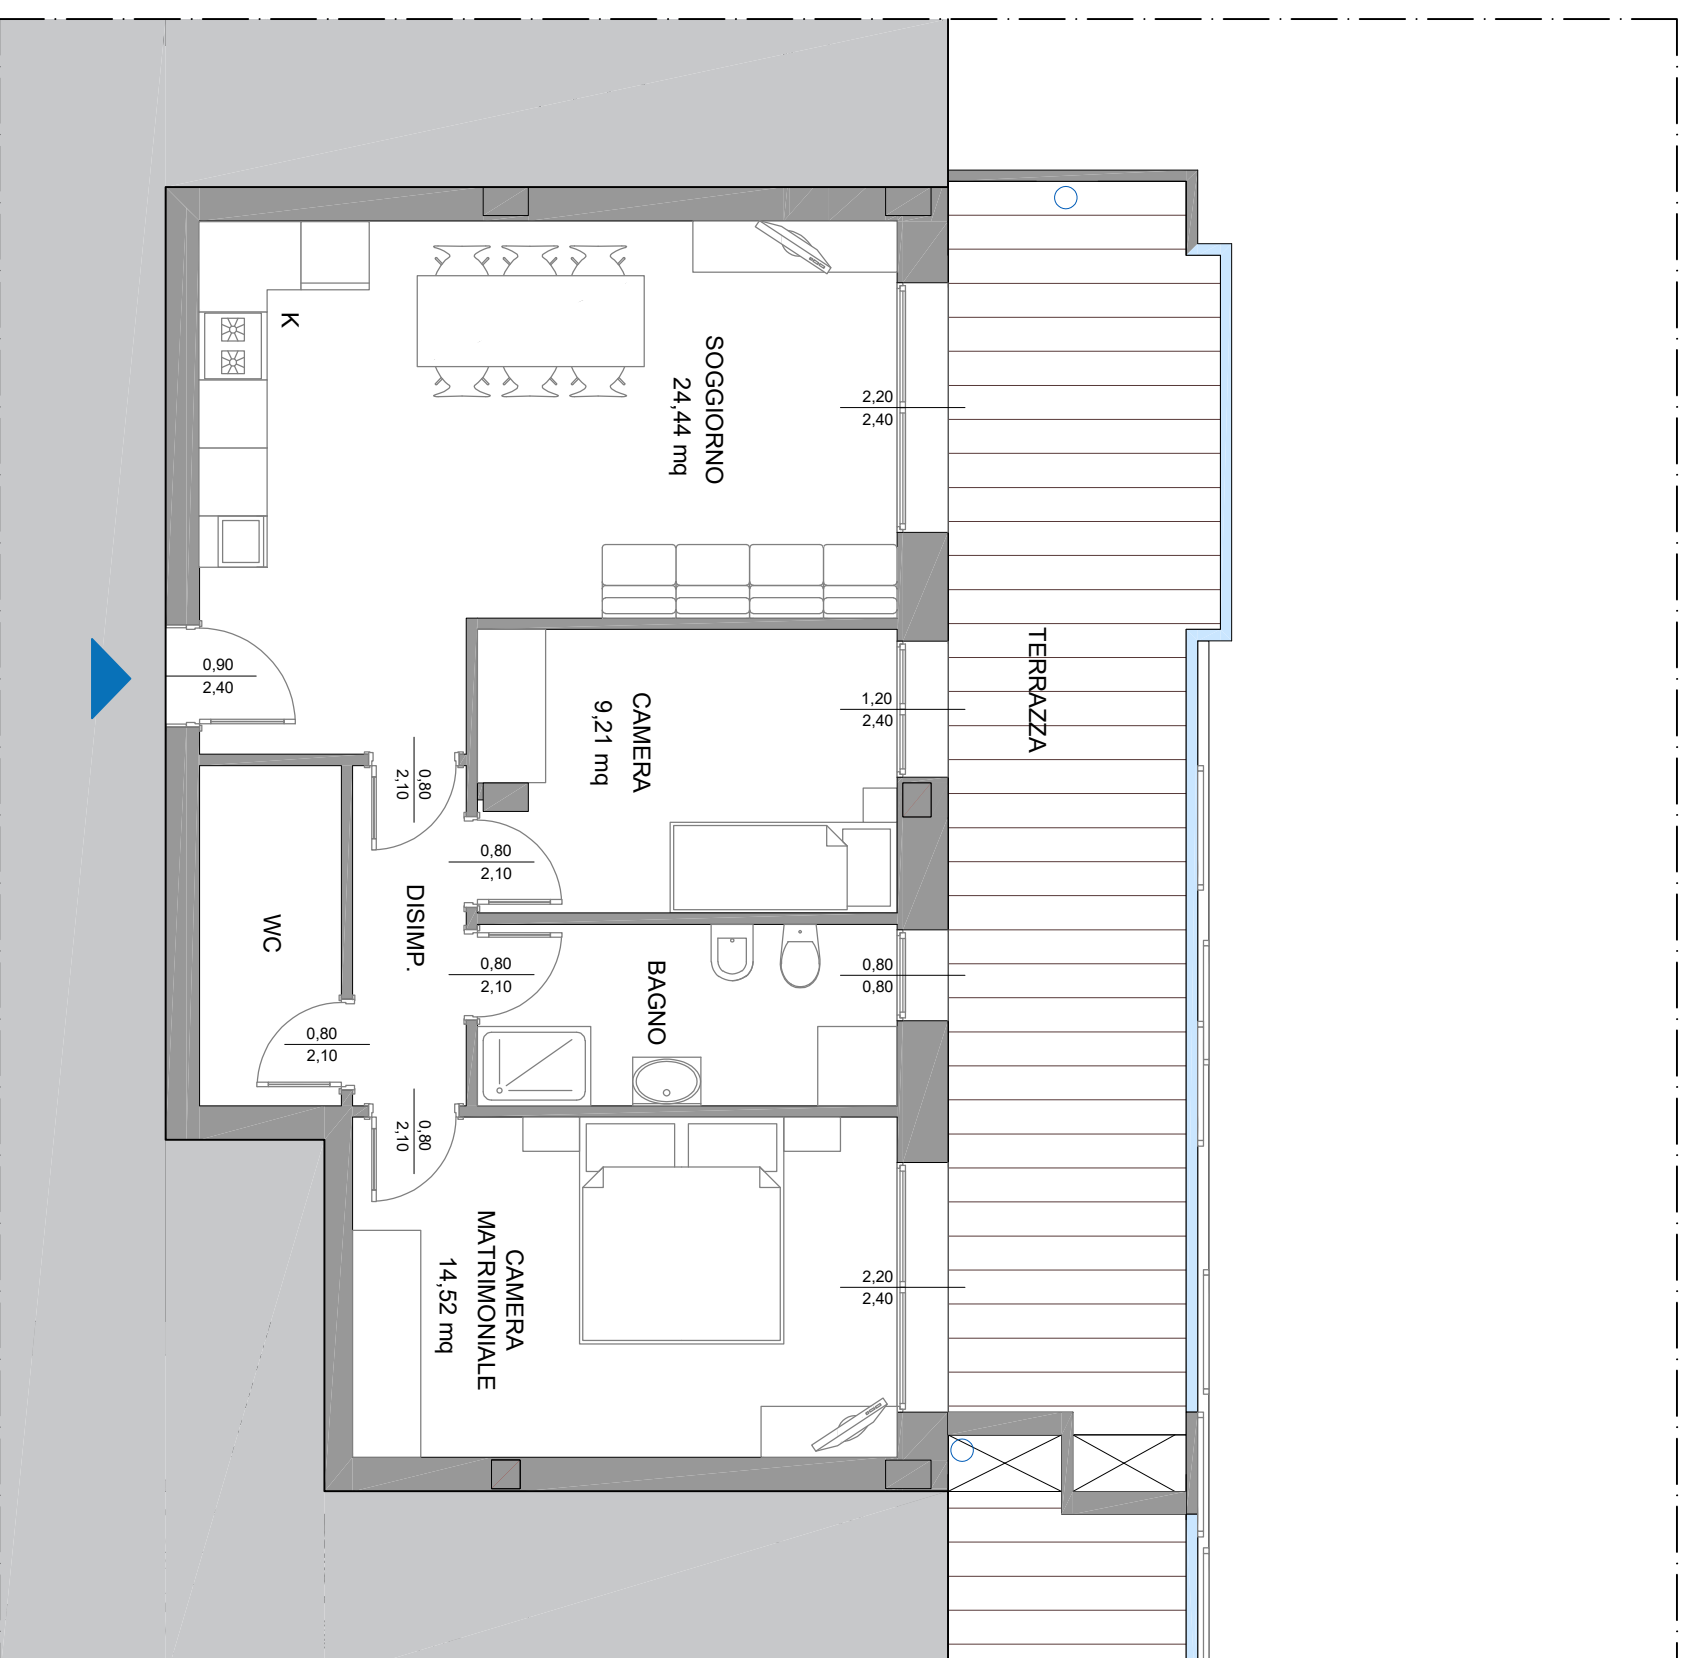 K
SOGGIORNO
24,44 mq
2,20
2,40
TERRAZZA
0,90
2,40
CAMERA
9,21 mq
1,20
2,40
0,80
2,10
0,80
2,10
DISIMP.
WC
0,80
2,10
BAGNO
0,80
0,80
0,80
2,10
0,80
2,10
CAMERA
MATRIMONIALE
14,52 mq
2,20
2,40